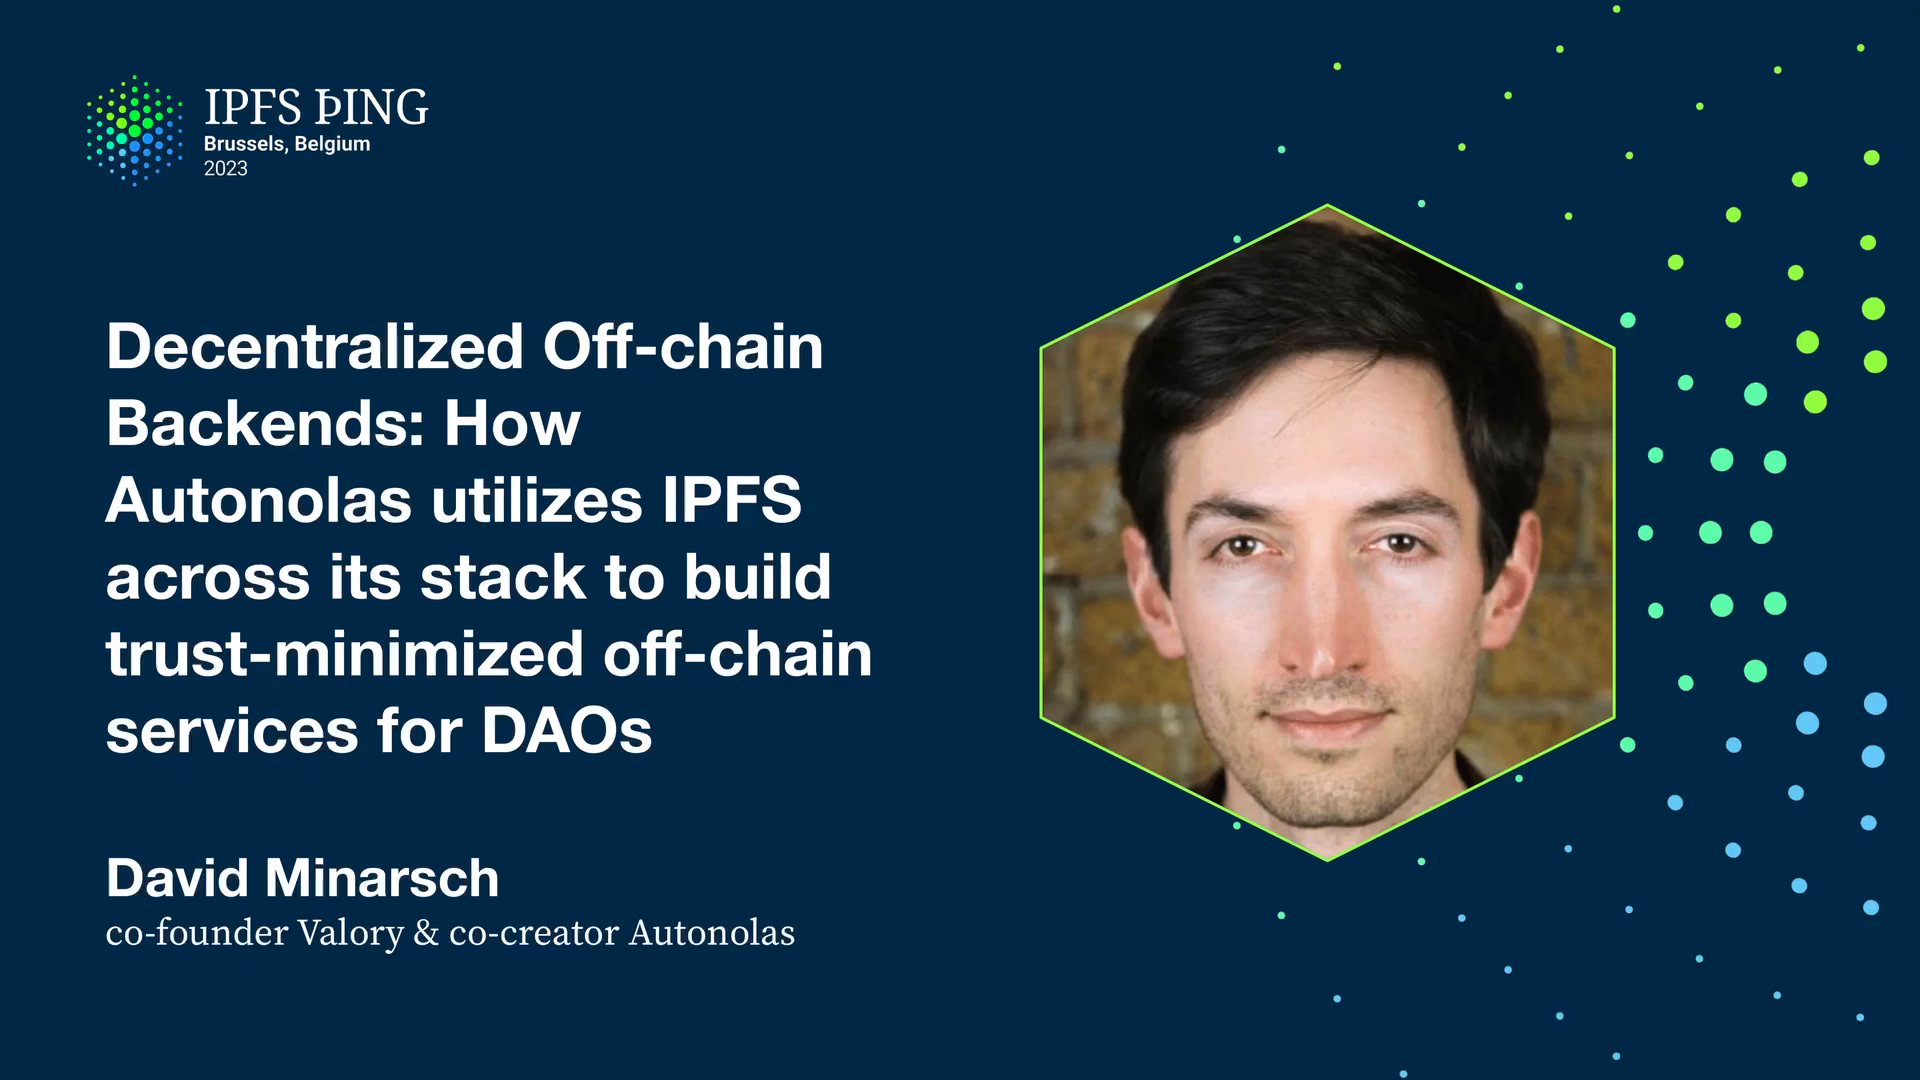 IPFS ÞING
Brussels, Belgium
2023
Decentralized Off-chain
Backends: How
Autonolas utilizes IPFS
across its stack to build
trust-minimized off-chain
services for DAOs
David Minarsch
co-founder Valory & co-creator Autonolas